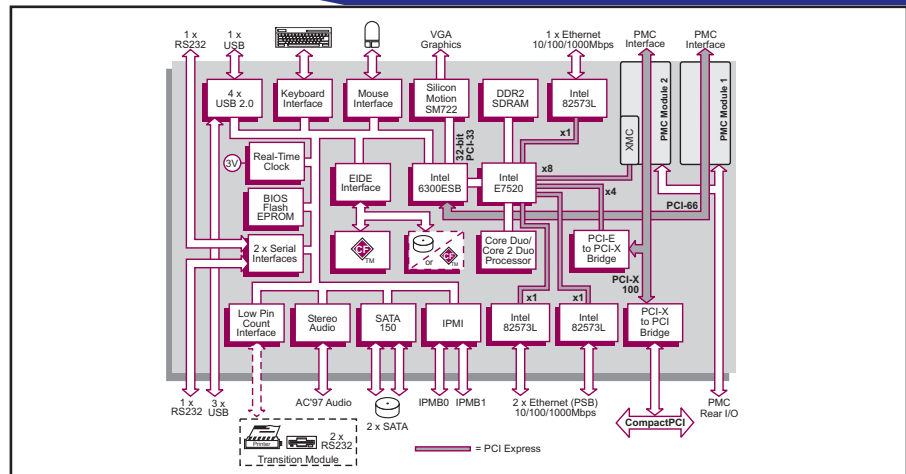 1 x
RS232
1 x
USB
VGA
Graphics
1 x Ethernet
10/100/1000Mbps
PMC
Interface
PMC
Interface
4 x
USB 2.0
Keyboard
Interface
Mouse
Interface
Silicon
Motion
SM722
DDR2
SDRAM
Intel
82573L
PMC Module 2
PMC Module 1
XMC
x1
32-bit
PCI-33
3V
Real-Time
Clock
EIDE
Interface
Intel
6300ESB
Intel
E7520
x8
x4
PCI-66
BIOS
Flash
EPROM
CF
TM
or
CF
TM
Core Duo/
Core 2 Duo
Processor
PCI-E
to PCI-X
Bridge
2 x Serial
Interfaces
PCI-X
100
x1
x1
Low Pin
Count
Interface
Stereo
Audio
SATA
150
IPMI
Intel
82573L
Intel
82573L
PCI-X
to PCI
Bridge
1 x
RS232
3 x
USB
AC'97 Audio
2 x SATA
IPMB0
IPMB1
2 x Ethernet (PSB)
10/100/1000Mbps
PMC
Rear I/O
CompactPCI
Printer
2 x
RS232
Transition Module
= PCI Express